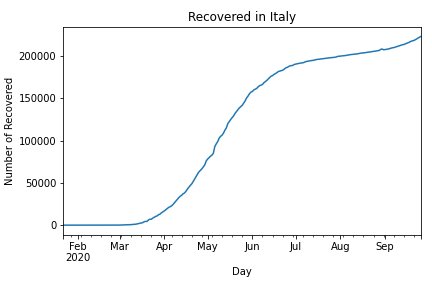 Recovered in Italy
Number of Recovered
200000
150000
100000
50000
0
Feb Mar Apr May Jun Jul Aug Sep
2020
Day